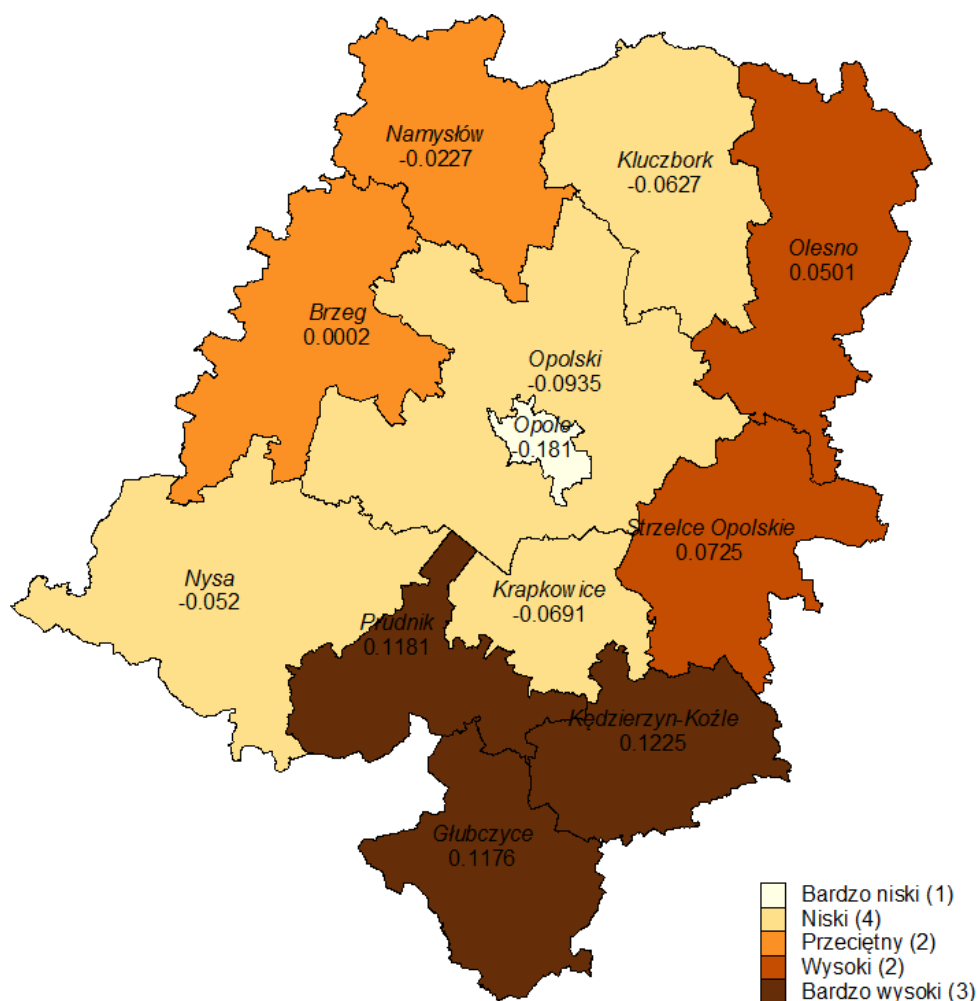 Namysłów
-0.0227
Kluczbork
-0.0627
Olesno
0.0501
Brzeg
0.0002
Opolski
-0.0935
Opole
-0.181
Strzelce Opolskie
0.0725
Nysa
-0.052
Krapkowice
-0.0691
Prudnik
0.1181
Kędzierzyn-Koźle
0.1225
Głubczyce
0.1176
Bardzo niski (1)
Niski (4)
Przeciętny (2)
Wysoki (2)
Bardzo wysoki (3)